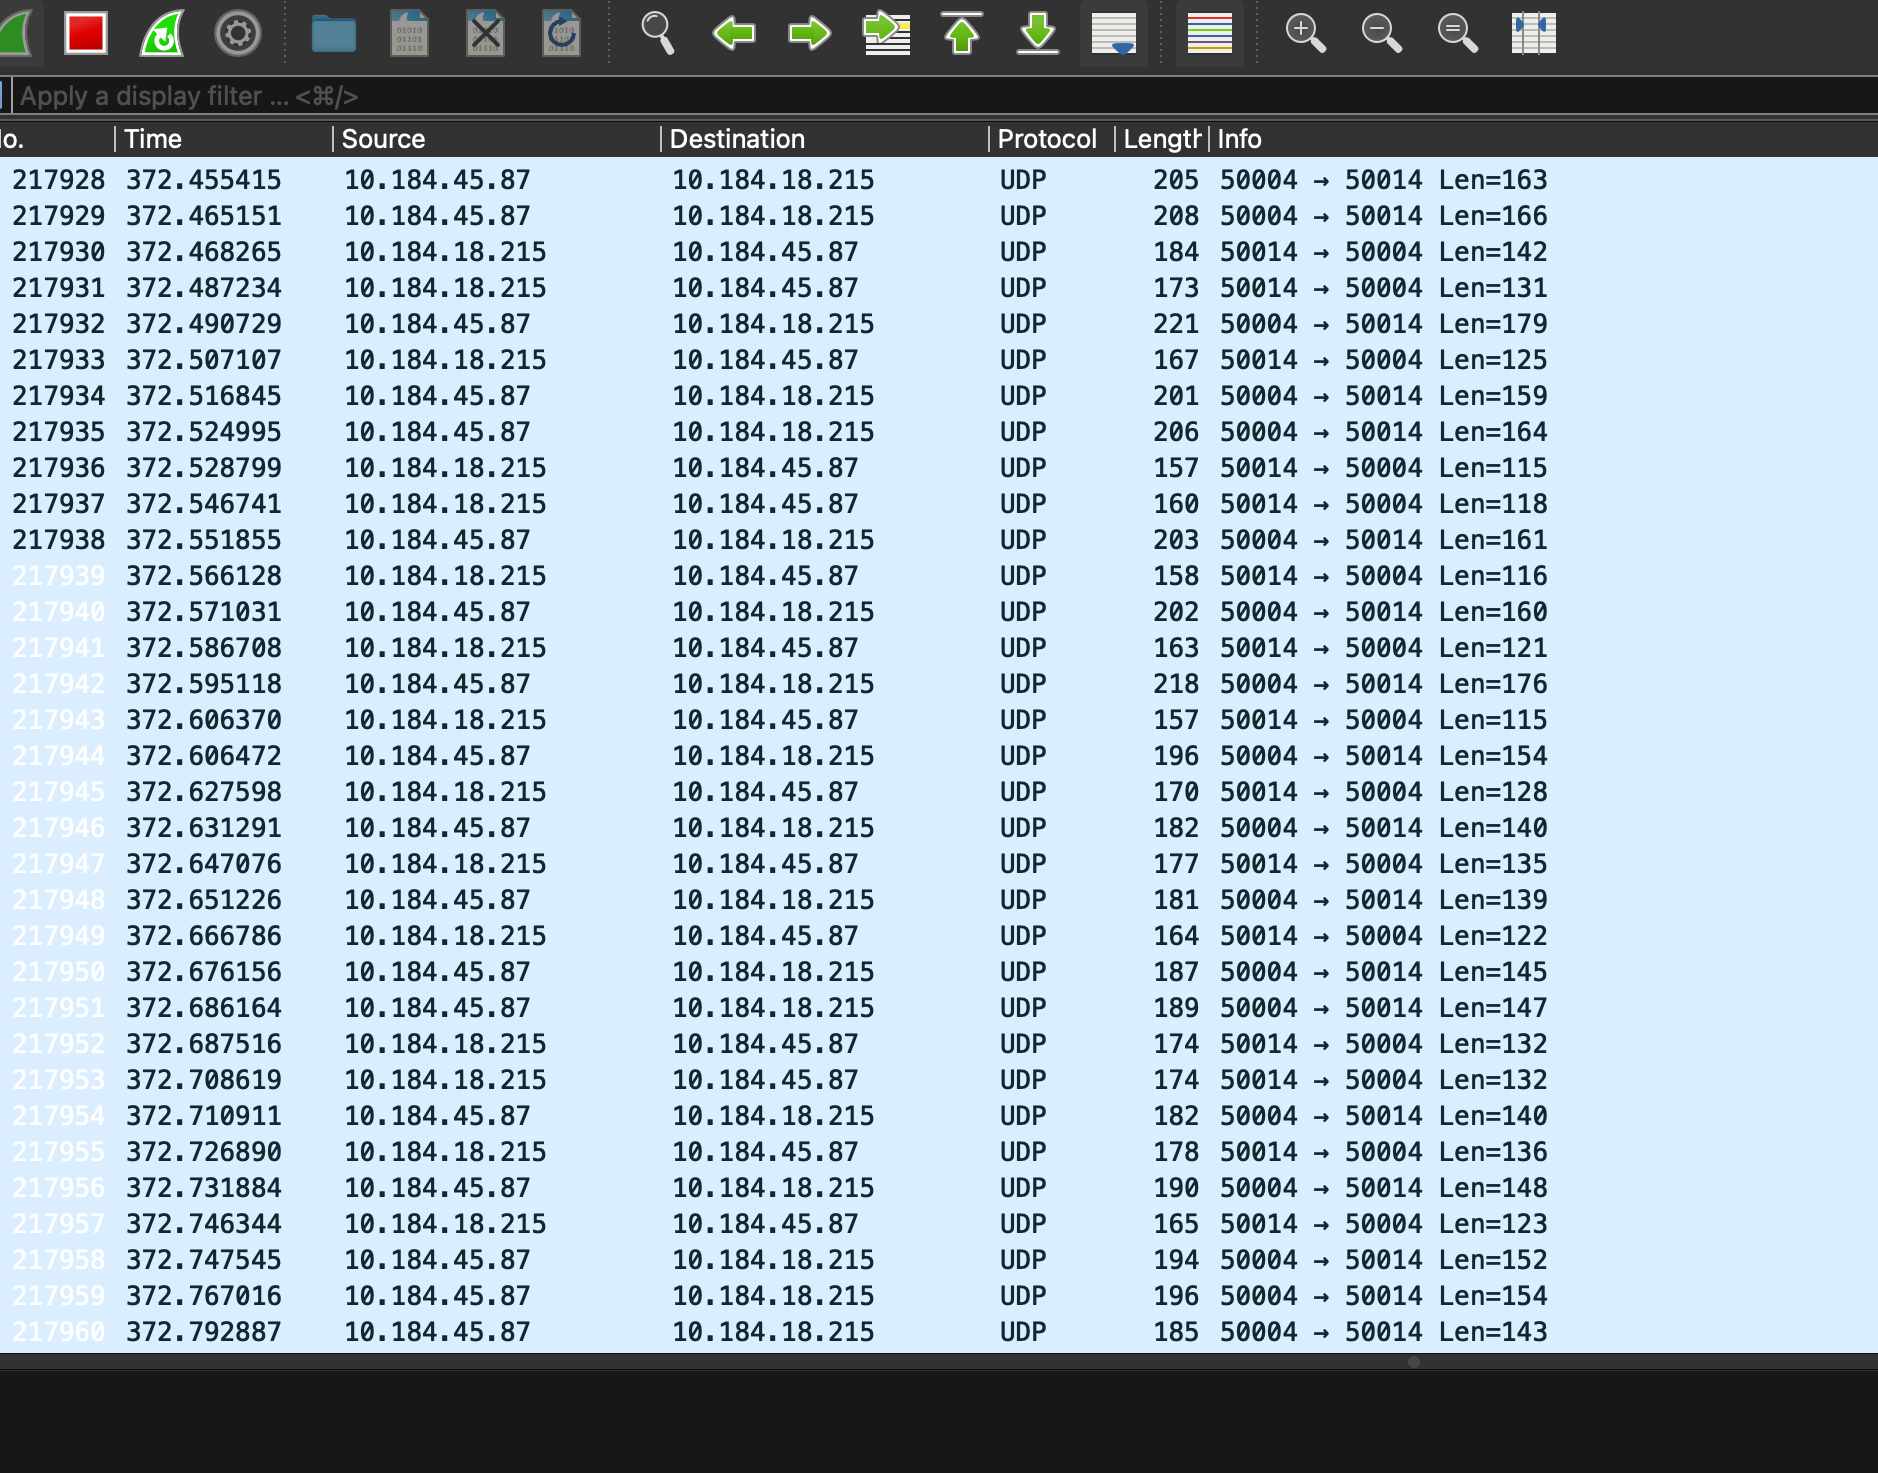 Apply a display filter ... <⌘/>
lo. Time Source Destination Protocol Length Info
217928 372.455415 10.184.45.87 10.184.18.215 UDP 205 50004 → 50014 Len=163
217929 372.465151 10.184.45.87 10.184.18.215 UDP 208 50004 → 50014 Len=166
217930 372.468265 10.184.18.215 10.184.45.87 UDP 184 50014 → 50004 Len=142
217931 372.487234 10.184.18.215 10.184.45.87 UDP 173 50014 → 50004 Len=131
217932 372.490729 10.184.45.87 10.184.18.215 UDP 221 50004 → 50014 Len=179
217933 372.507107 10.184.18.215 10.184.45.87 UDP 167 50014 → 50004 Len=125
217934 372.516845 10.184.45.87 10.184.18.215 UDP 201 50004 → 50014 Len=159
217935 372.524995 10.184.45.87 10.184.18.215 UDP 206 50004 → 50014 Len=164
217936 372.528799 10.184.18.215 10.184.45.87 UDP 157 50014 → 50004 Len=115
217937 372.546741 10.184.18.215 10.184.45.87 UDP 160 50014 → 50004 Len=118
217938 372.551855 10.184.45.87 10.184.18.215 UDP 203 50004 → 50014 Len=161
217939 372.566128 10.184.18.215 10.184.45.87 UDP 158 50014 → 50004 Len=116
217940 372.571031 10.184.45.87 10.184.18.215 UDP 202 50004 → 50014 Len=160
217941 372.586708 10.184.18.215 10.184.45.87 UDP 163 50014 → 50004 Len=121
217942 372.595118 10.184.45.87 10.184.18.215 UDP 218 50004 → 50014 Len=176
217943 372.606370 10.184.18.215 10.184.45.87 UDP 157 50014 → 50004 Len=115
217944 372.606472 10.184.45.87 10.184.18.215 UDP 196 50004 → 50014 Len=154
217945 372.627598 10.184.18.215 10.184.45.87 UDP 170 50014 → 50004 Len=128
217946 372.631291 10.184.45.87 10.184.18.215 UDP 182 50004 → 50014 Len=140
217947 372.647076 10.184.18.215 10.184.45.87 UDP 177 50014 → 50004 Len=135
217948 372.651226 10.184.45.87 10.184.18.215 UDP 181 50004 → 50014 Len=139
217949 372.666786 10.184.18.215 10.184.45.87 UDP 164 50014 → 50004 Len=122
217950 372.676156 10.184.45.87 10.184.18.215 UDP 187 50004 → 50014 Len=145
217951 372.686164 10.184.45.87 10.184.18.215 UDP 189 50004 → 50014 Len=147
217952 372.687516 10.184.18.215 10.184.45.87 UDP 174 50014 → 50004 Len=132
217953 372.708619 10.184.18.215 10.184.45.87 UDP 174 50014 → 50004 Len=132
217954 372.710911 10.184.45.87 10.184.18.215 UDP 182 50004 → 50014 Len=140
217955 372.726890 10.184.18.215 10.184.45.87 UDP 178 50014 → 50004 Len=136
217956 372.731884 10.184.45.87 10.184.18.215 UDP 190 50004 → 50014 Len=148
217957 372.746344 10.184.18.215 10.184.45.87 UDP 165 50014 → 50004 Len=123
217958 372.747545 10.184.45.87 10.184.18.215 UDP 194 50004 → 50014 Len=152
217959 372.767016 10.184.45.87 10.184.18.215 UDP 196 50004 → 50014 Len=154
217960 372.792887 10.184.45.87 10.184.18.215 UDP 185 50004 → 50014 Len=143